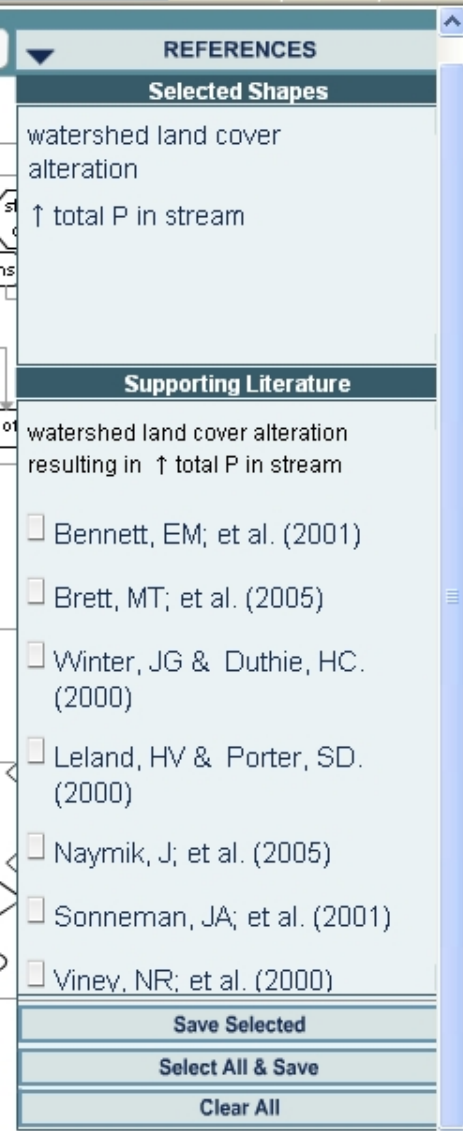 REFERENCES
Selected Shapes
watershed land cover
alteration
↑ total P in stream
Supporting Literature
watershed land cover alteration
resulting in ↑ total P in stream
Bennett, EM; et al. (2001)
Brett, MT; et al. (2005)
Winter, JG & Duthie, HC.
(2000)
Leland, HV & Porter, SD.
(2000)
Naymik, J; et al. (2005)
Sonneman, JA; et al. (2001)
Viney, NR; et al. (2000)
Save Selected
Select All & Save
Clear All